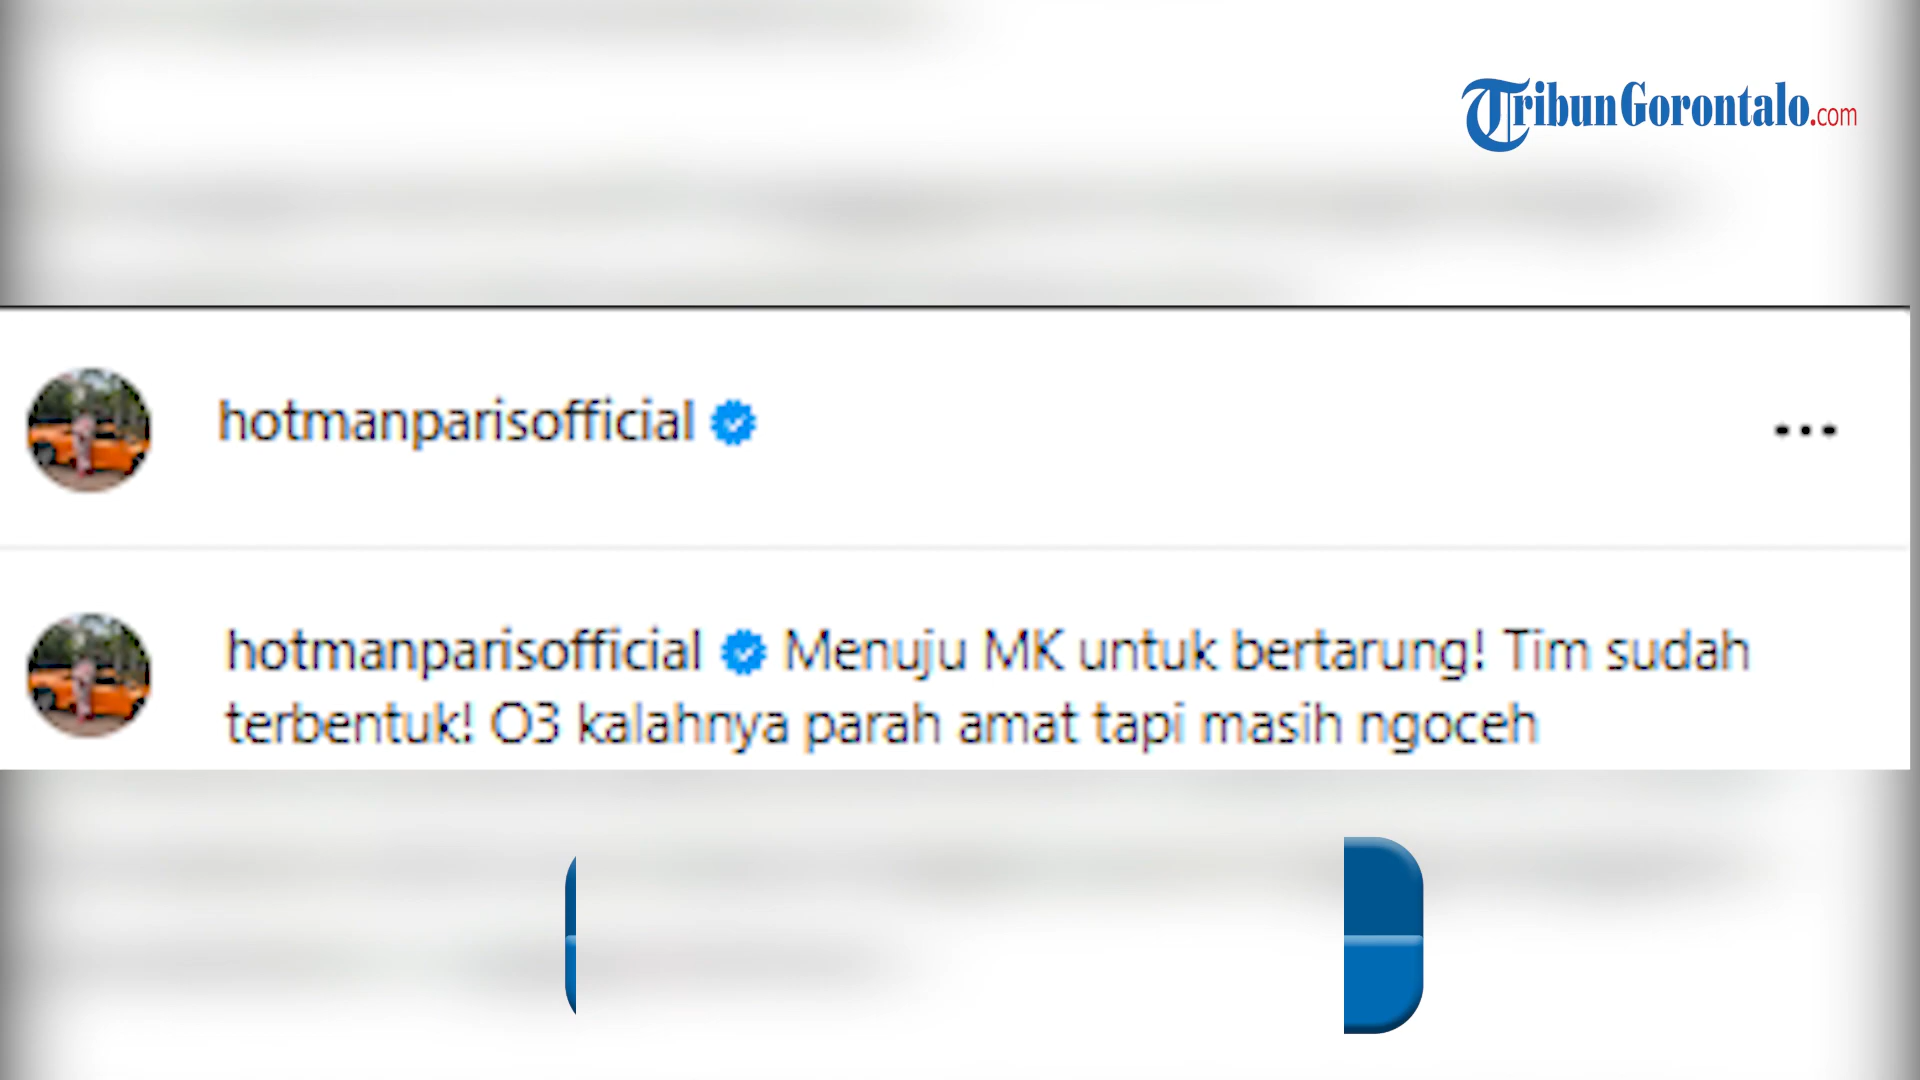 TribunGorontalo.com
hotmanparisofficial
hotmanparisofficial Menuju MK untuk bertarung! Tim sudah
terbentuk! O3 kalahnya parah amat tapi masih ngoceh